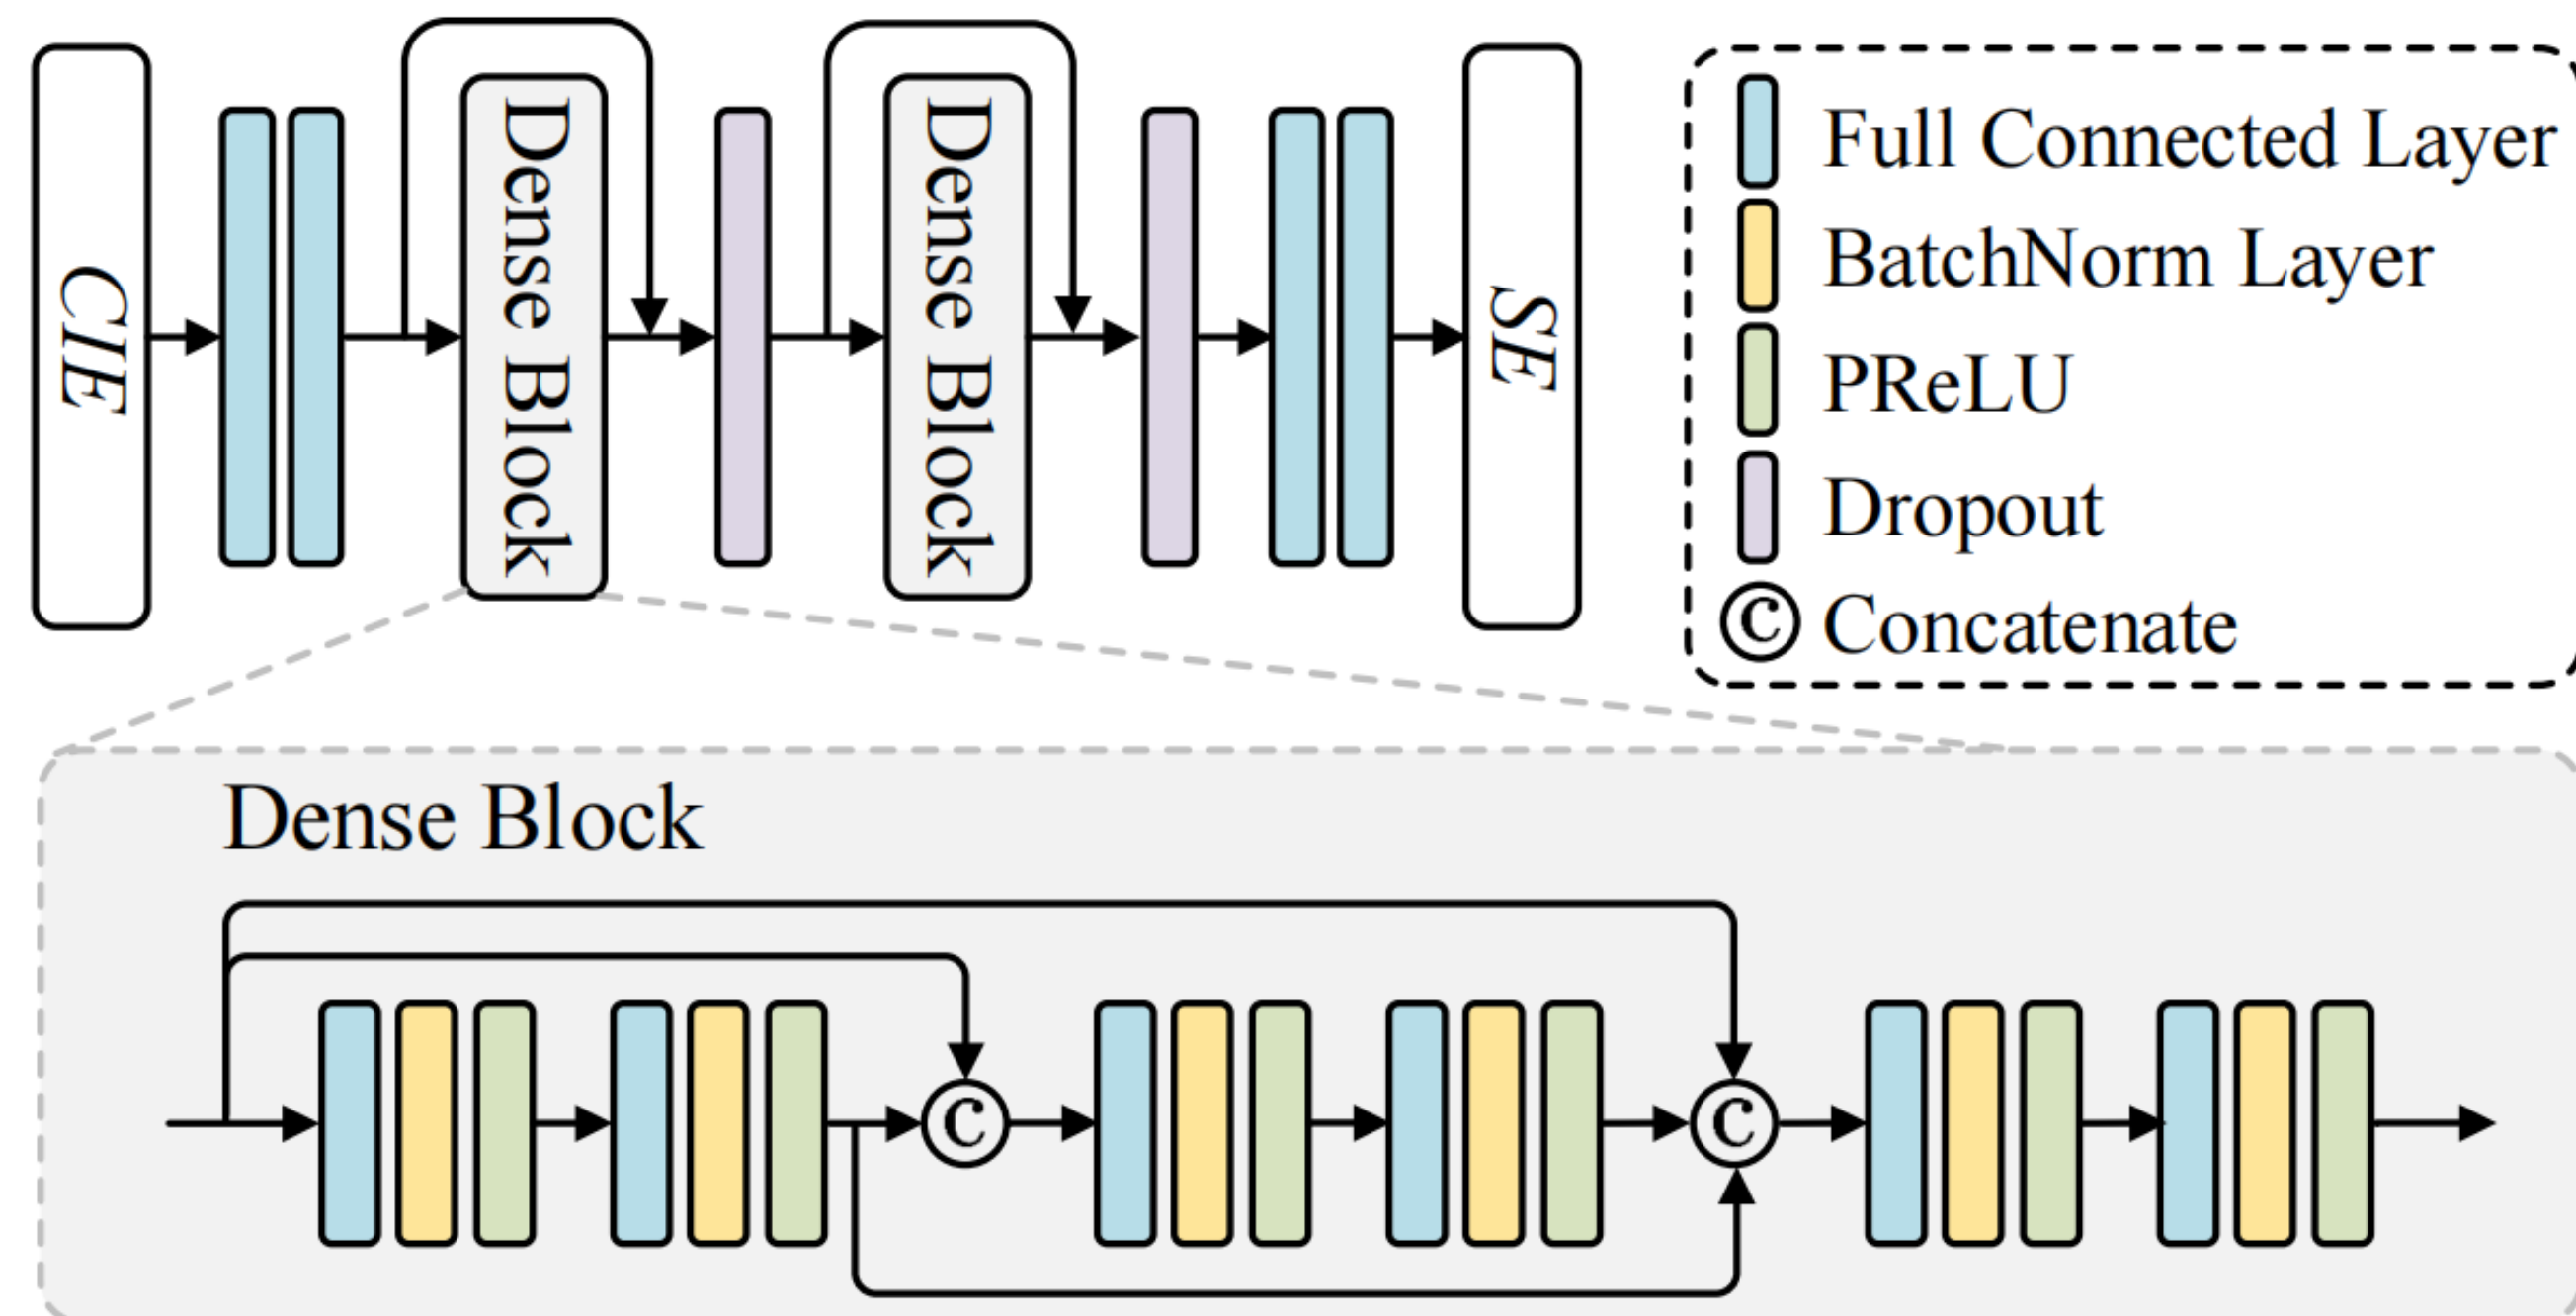 CIE
Dense Block
Dense Block
SE
Full Connected Layer
BatchNorm Layer
PReLU
Dropout
C Concatenate
Dense Block
C
C